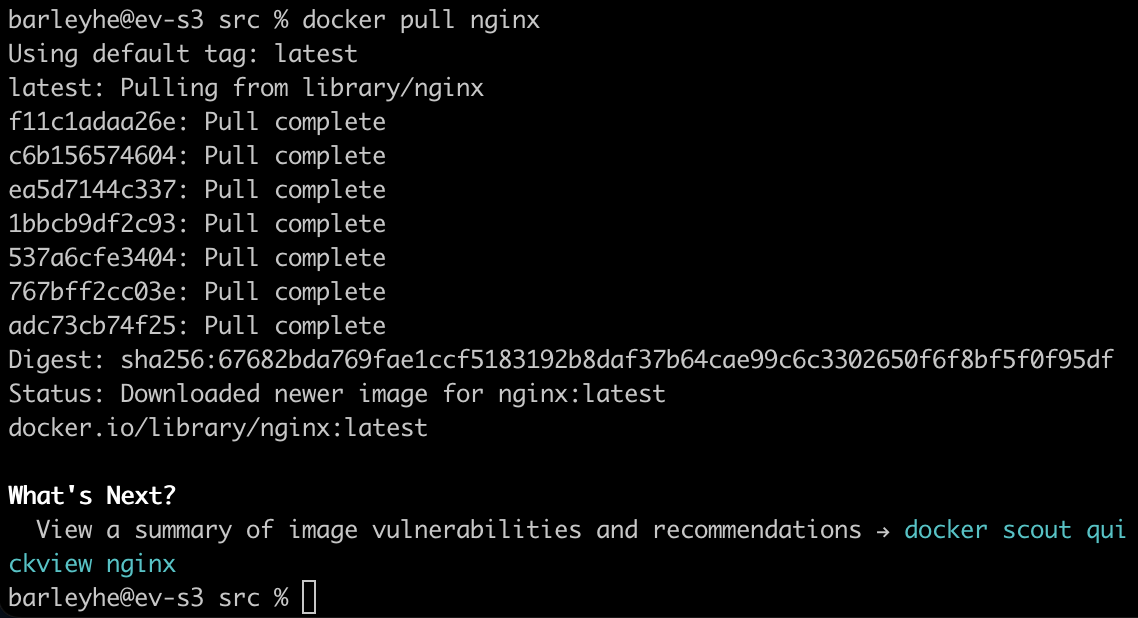 barleyhe@ev-s3 src % docker pull nginx
Using default tag: latest
latest: Pulling from library/nginx
f11c1adaa26e: Pull complete
c6b156574604: Pull complete
ea5d7144c337: Pull complete
1bbcb9df2c93: Pull complete
537a6cfe3404: Pull complete
767bff2cc03e: Pull complete
adc73cb74f25: Pull complete
Digest: sha256:67682bda769fae1ccf5183192b8daf37b64cae99c6c3302650f6f8bf5f0f95df
Status: Downloaded newer image for nginx:latest
docker.io/library/nginx:latest
What's Next?
View a summary of image vulnerabilities and recommendations → docker scout qui
ckview nginx
barleyhe@ev-s3 src %